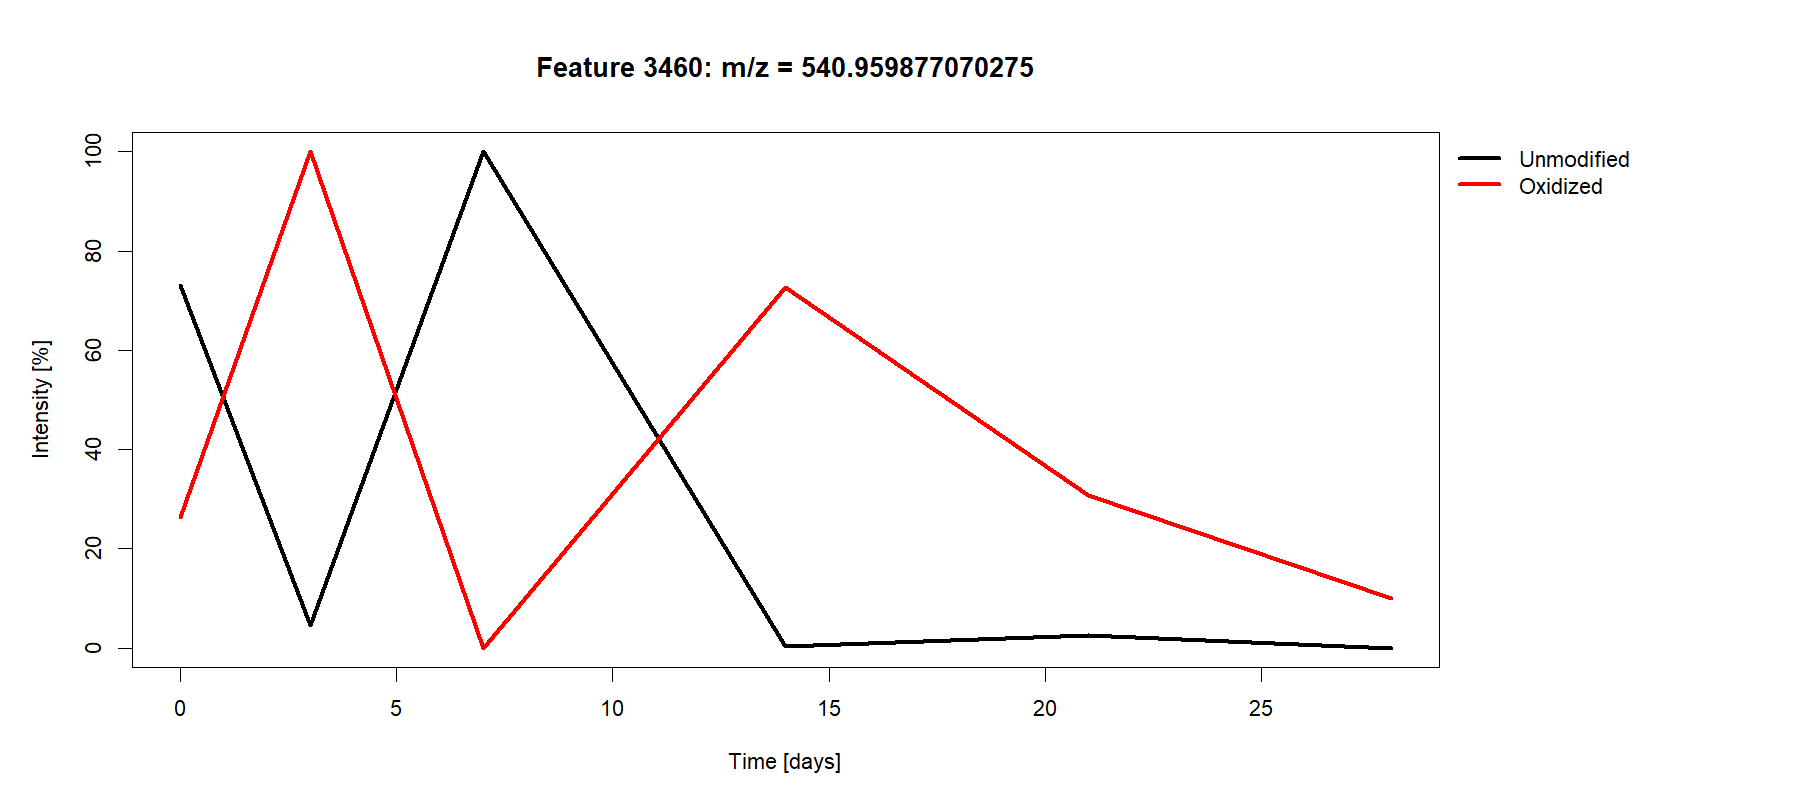 Feature 3460: m/z = 540.959877070275
Unmodified
Oxidized
Intensity [%]
100
80
60
40
20
0
0 5 10 15 20 25
Time [days]